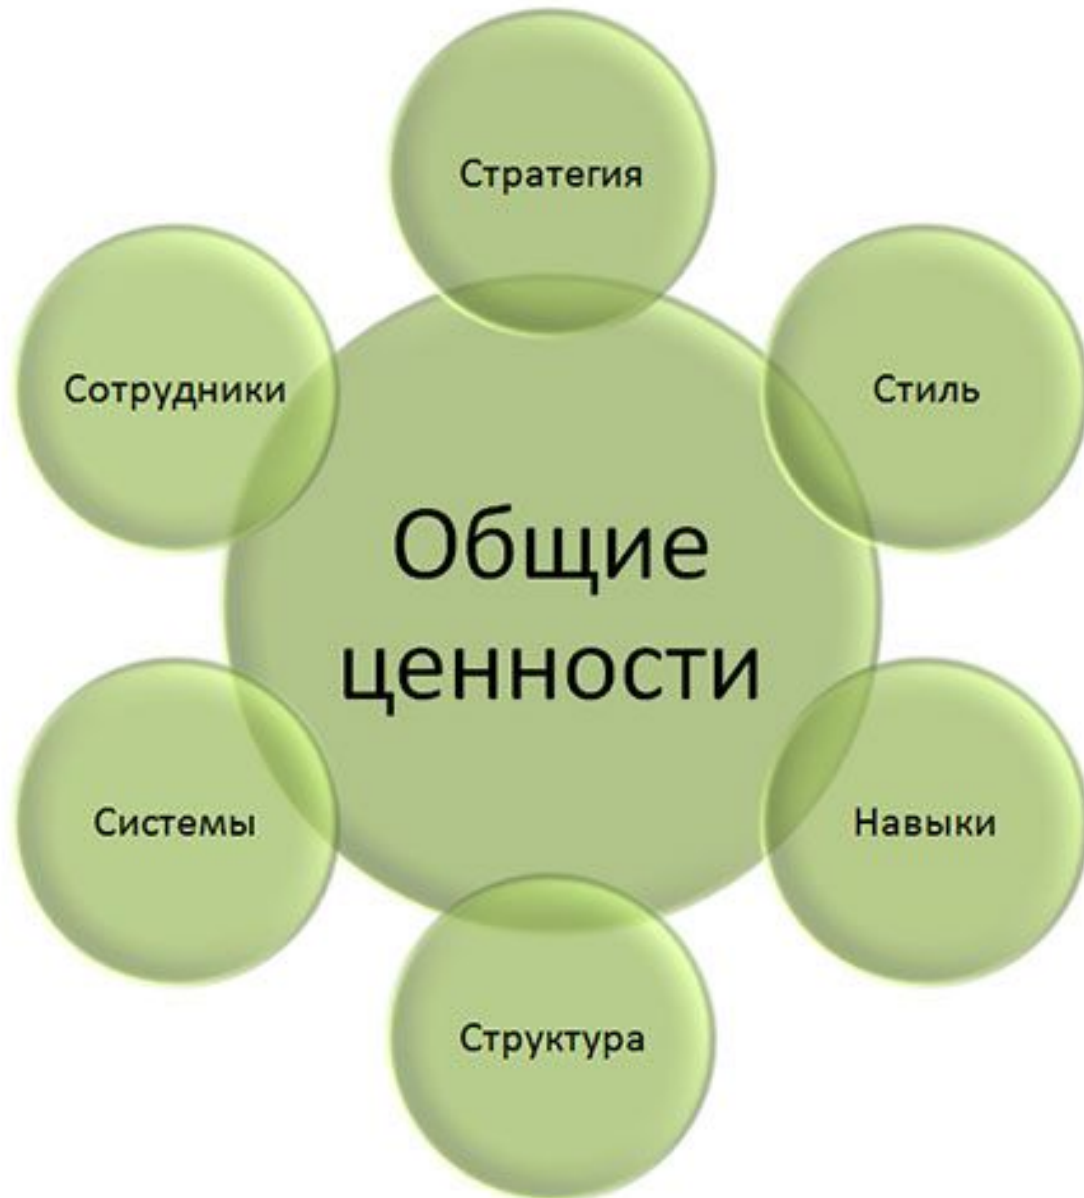 Стратегия
Сотрудники
Стиль
Общие
ценности
Системы
Навыки
Структура